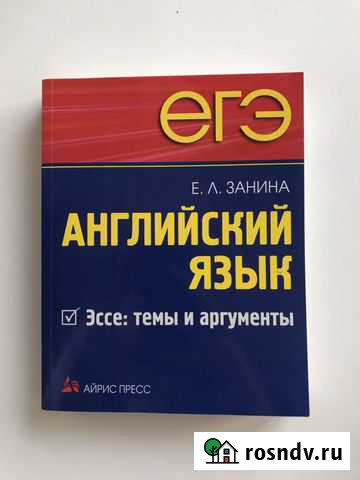 егэ
Е. Л. ЗАНИНА
АНГЛИЙСКИЙ
ЯЗЫК
Эссе: темы и аргументы
АЙРИС ПРЕСС
rosndv.ru